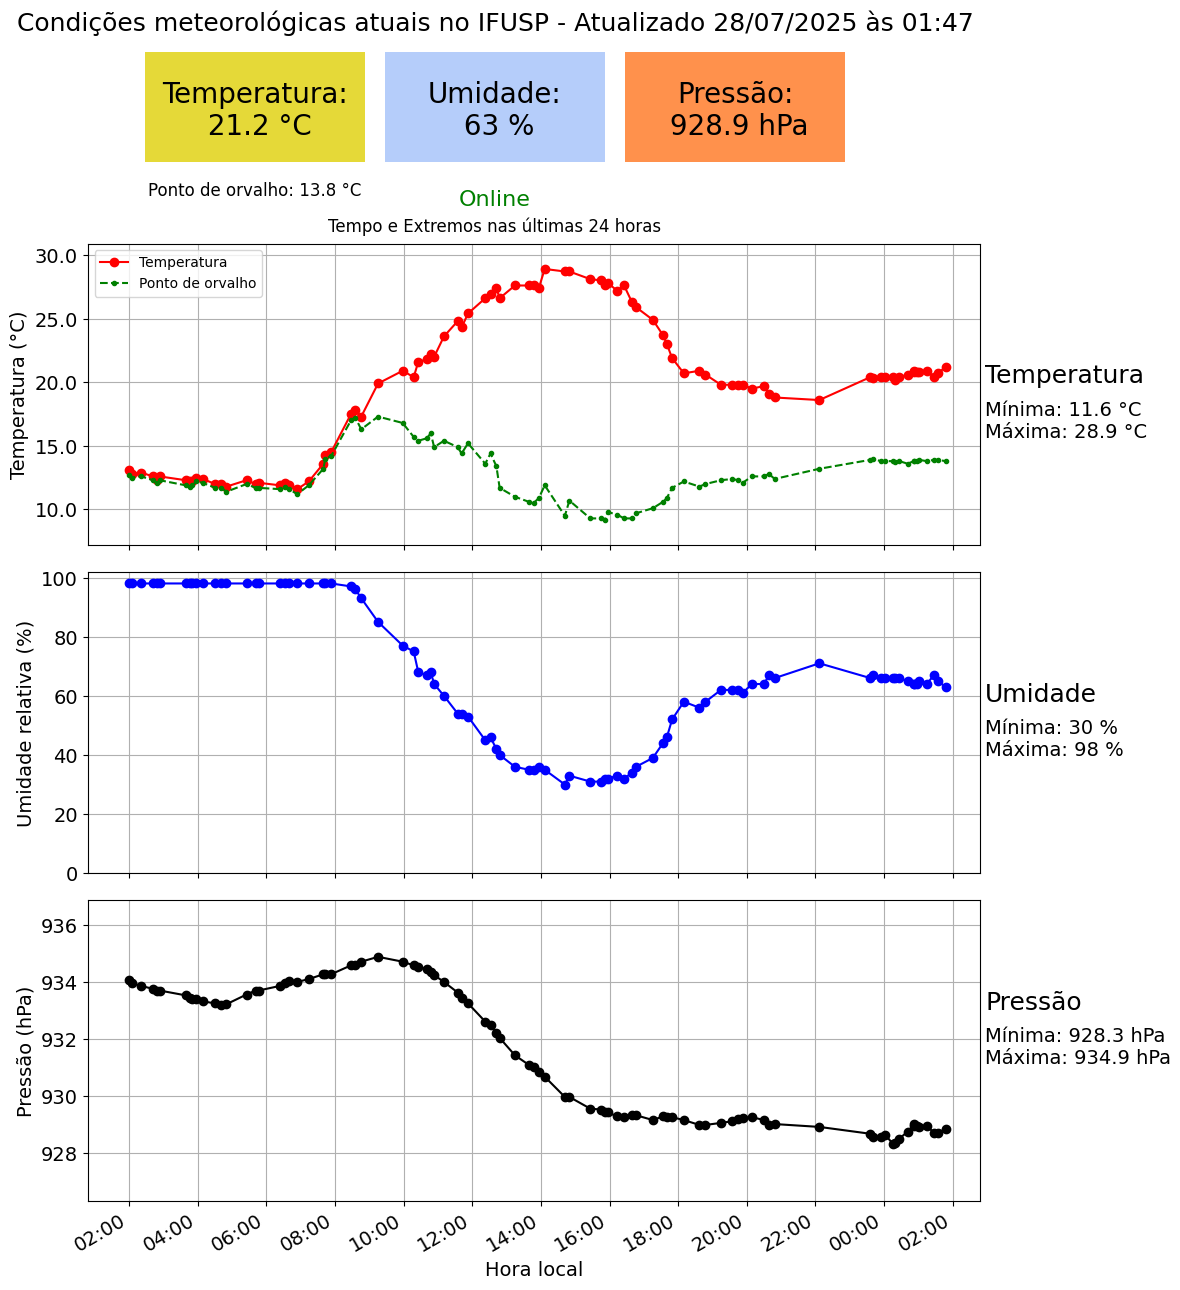 Condições meteorológicas atuais no IFUSP - Atualizado 28/07/2025 às 01:47
Temperatura:
21.2 °C
Umidade:
63 %
Pressão:
928.9 hPa
Ponto de orvalho: 13.8 °C
Online
Tempo e Extremos nas últimas 24 horas
Temperatura
Ponto de orvalho
Temperatura (°C)
30.0
25.0
20.0
15.0
10.0
Temperatura
Mínima: 11.6 °C
Máxima: 28.9 °C
Umidade relativa (%)
100
80
60
40
20
0
Umidade
Mínima: 30 %
Máxima: 98 %
Pressão (hPa)
936
934
932
930
928
Pressão
Mínima: 928.3 hPa
Máxima: 934.9 hPa
02:00 04:00 06:00 08:00 10:00 12:00 14:00 16:00 18:00 20:00 22:00 00:00 02:00
Hora local